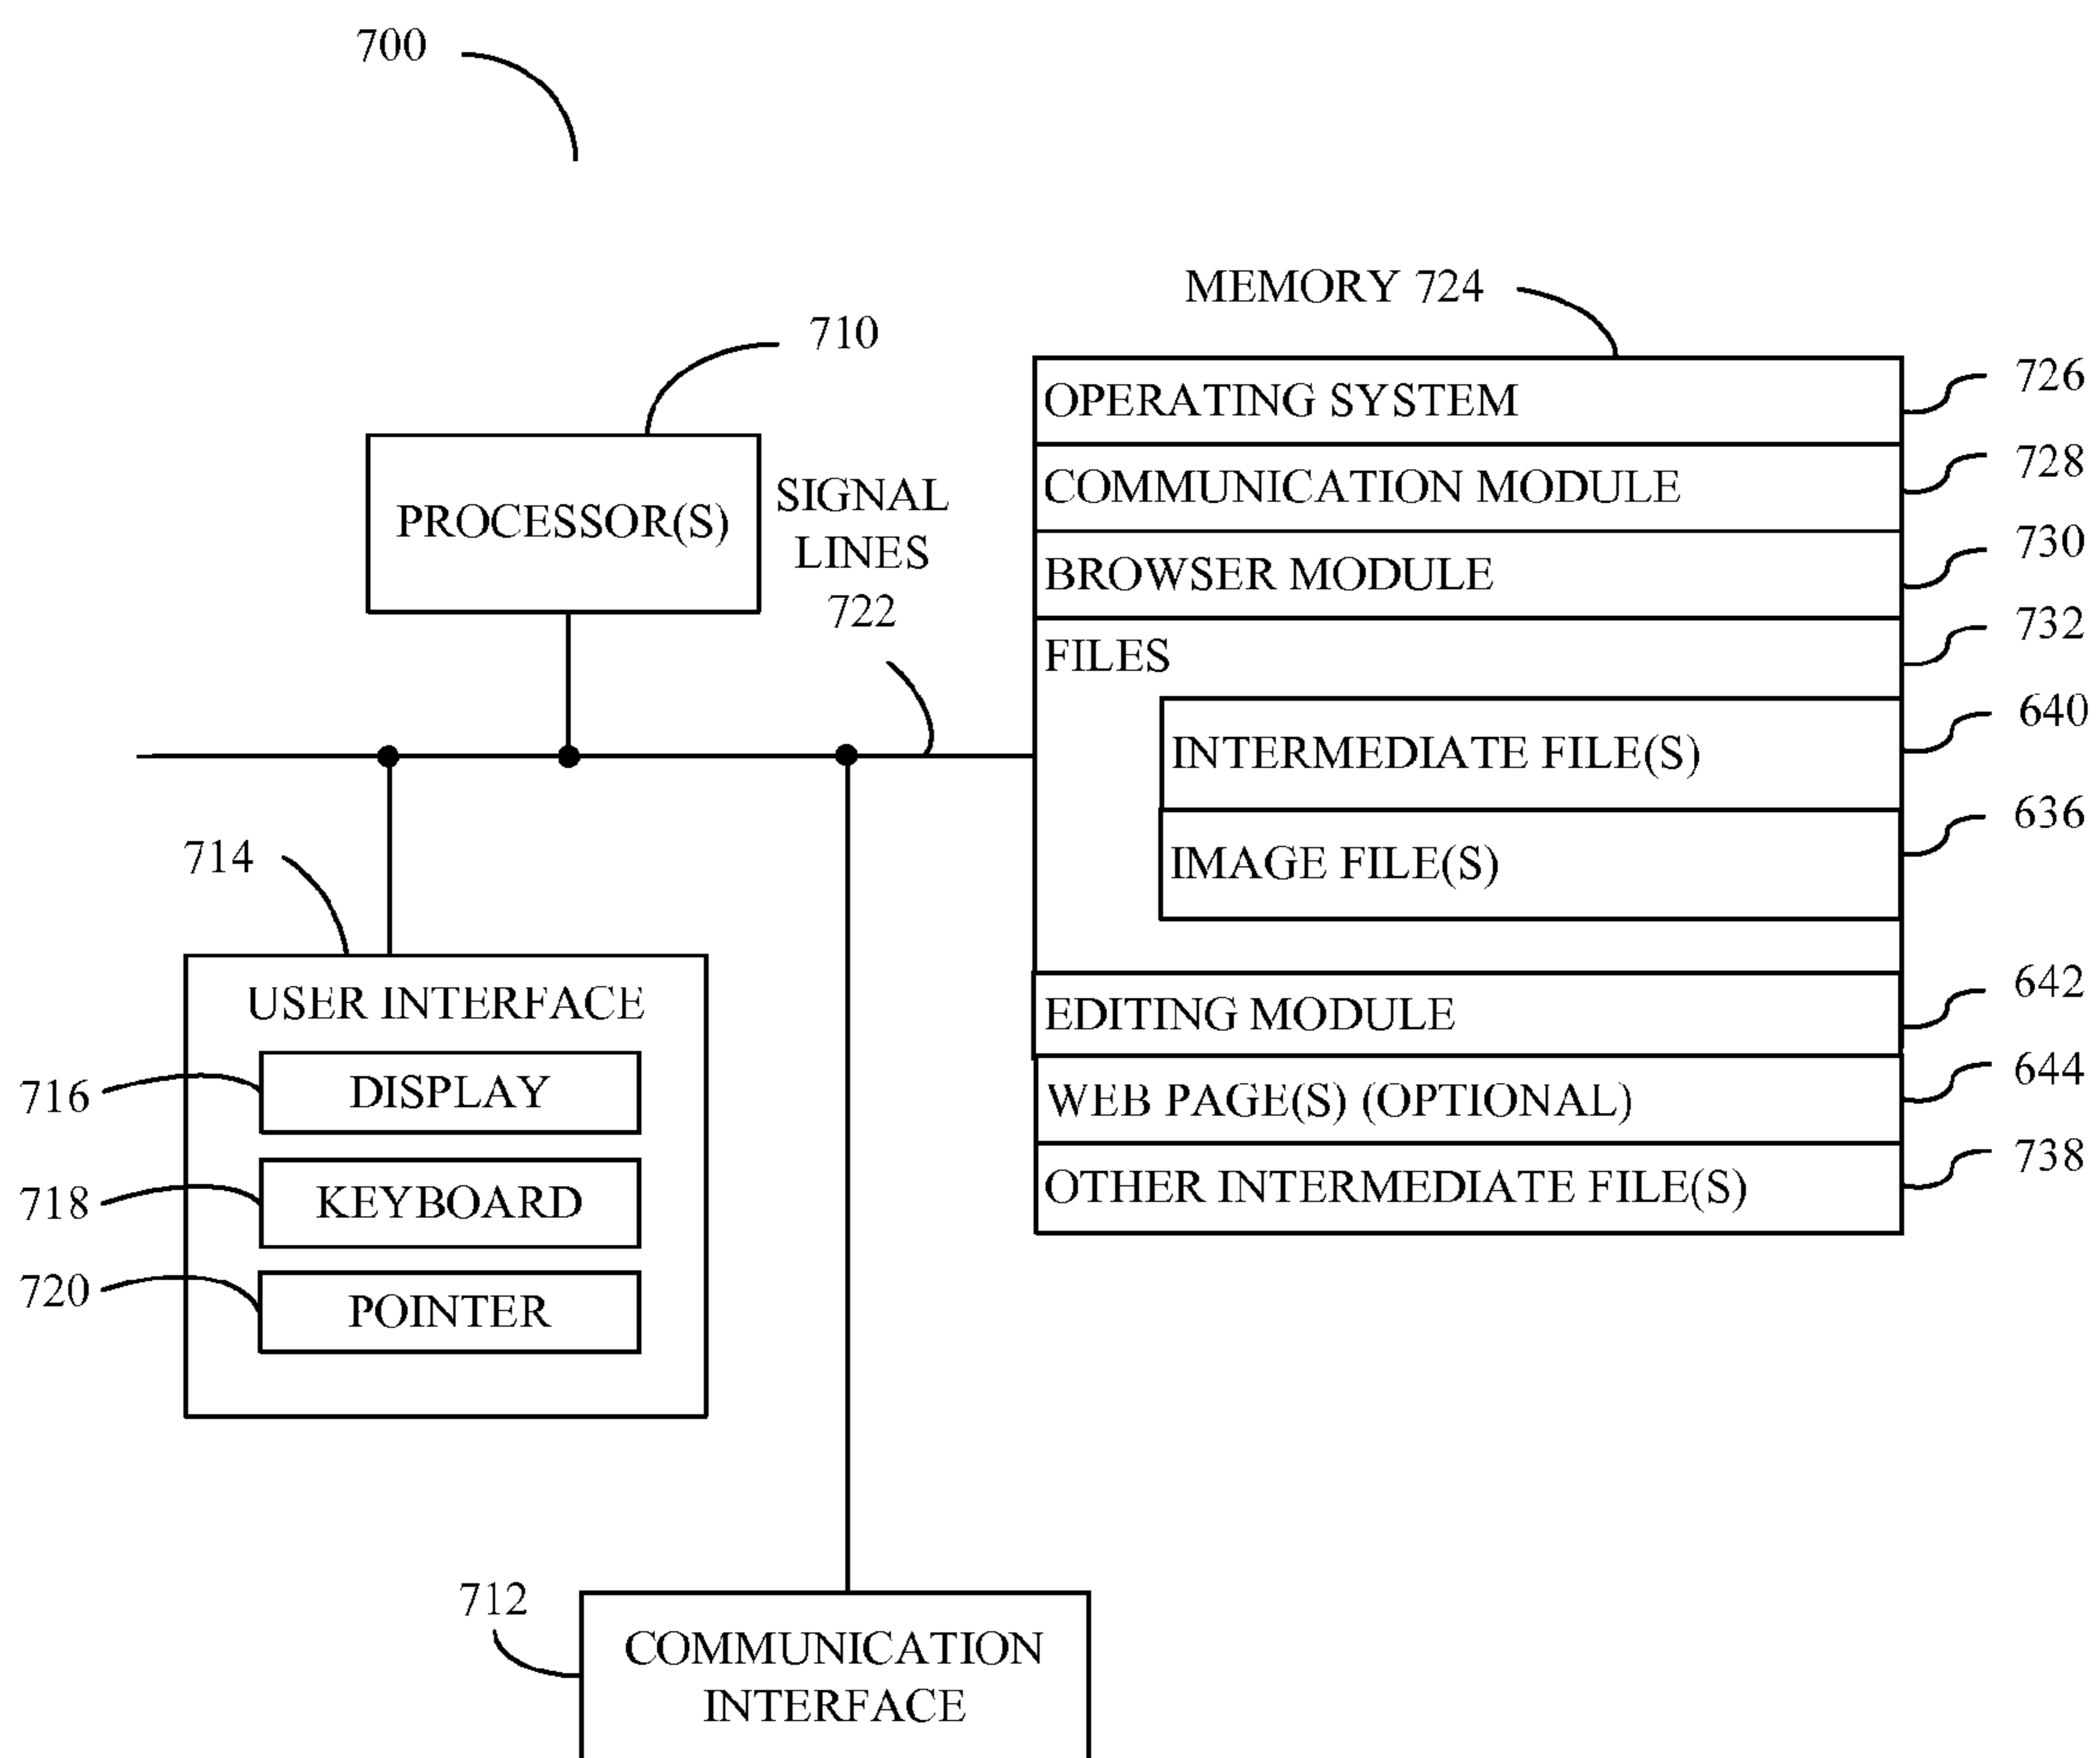 700
MEMORY 724
710
PROCESSOR(S)
SIGNAL
LINES
722
OPERATING SYSTEM
726
COMMUNICATION MODULE
728
BROWSER MODULE
730
FILES
732
INTERMEDIATE FILE(S)
640
IMAGE FILE(S)
636
EDITING MODULE
642
WEB PAGE(S) (OPTIONAL)
644
OTHER INTERMEDIATE FILE(S)
738
714
USER INTERFACE
716
DISPLAY
718
KEYBOARD
720
POINTER
712
COMMUNICATION
INTERFACE